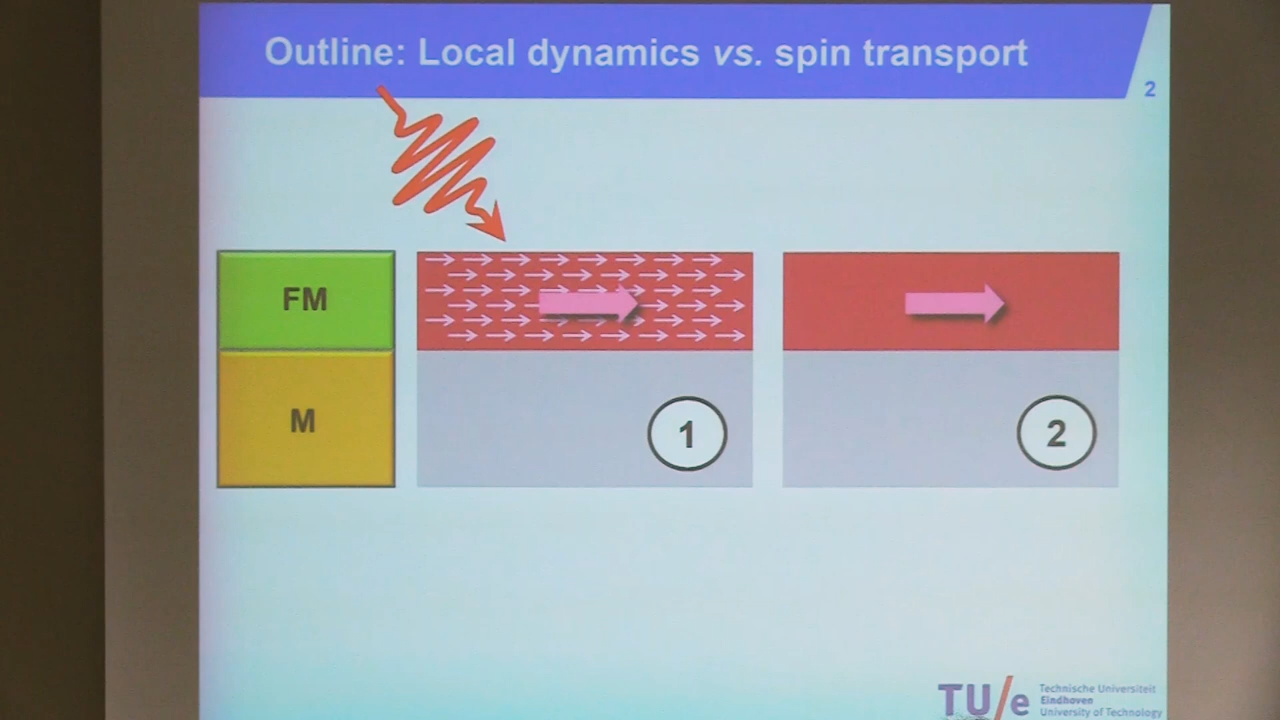 Outline: Local dynamics vs. spin transport
2
FM
M
1
2
TU/e
Technische Universiteit
Eindhoven
University of Technology